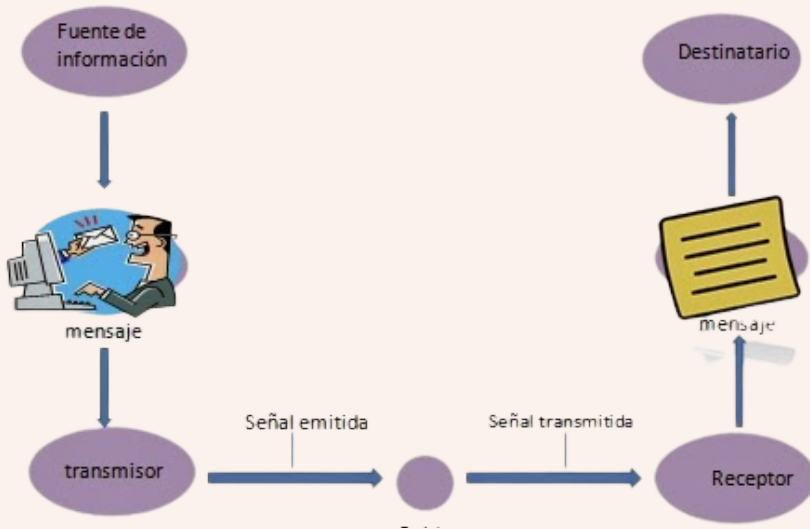 Fuente de
información
Destinatario
mensaje
mensaje
Señal emitida
Señal transmitida
transmisor
Receptor